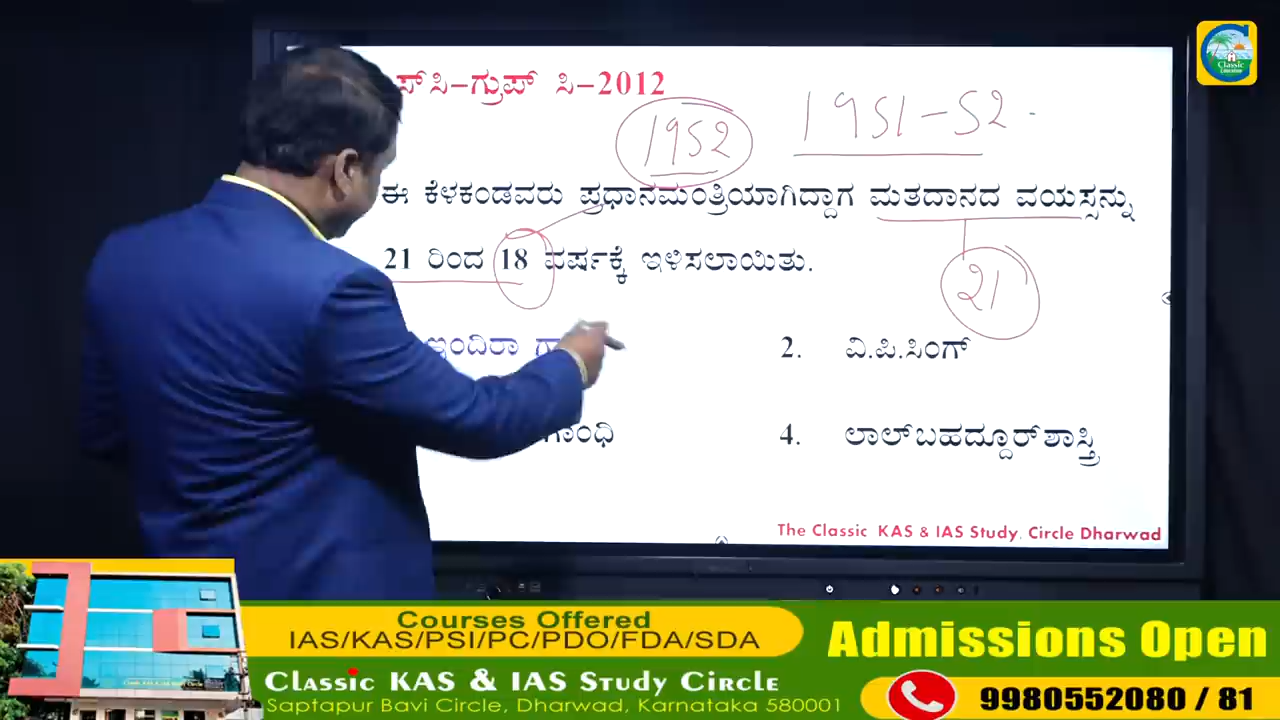 ಸ್‌ಸಿ-ಗ್ರುಪ್ ಸಿ-2012
1952
1951-52
ಈ ಕೆಳಕಂಡವರು ಪ್ರಧಾನಮಂತ್ರಿಯಾಗಿದ್ದಾಗ ಮತದಾನದ ವಯಸ್ಸನ್ನು
21 ರಿಂದ 18 ವರ್ಷಕ್ಕೆ ಇಳಿಸಲಾಯಿತು.
21
ಇಂದಿರಾ
2. ವಿ.ಪಿ.ಸಿಂಗ್
ಗಾಂಧಿ
4. ಲಾಲ್‌ಬಹದ್ದೂರ್‌ಶಾಸ್ತ್ರಿ
The Classic KAS & IAS Study, Circle Dharwad
Classic
Education
Courses Offered
IAS/KAS/PSI/PC/PDO/FDA/SDA
Classic KAS & IAS Study Circle
Saptapur Bavi Circle, Dharwad, Karnataka 580001
Admissions Open
9980552080 / 81